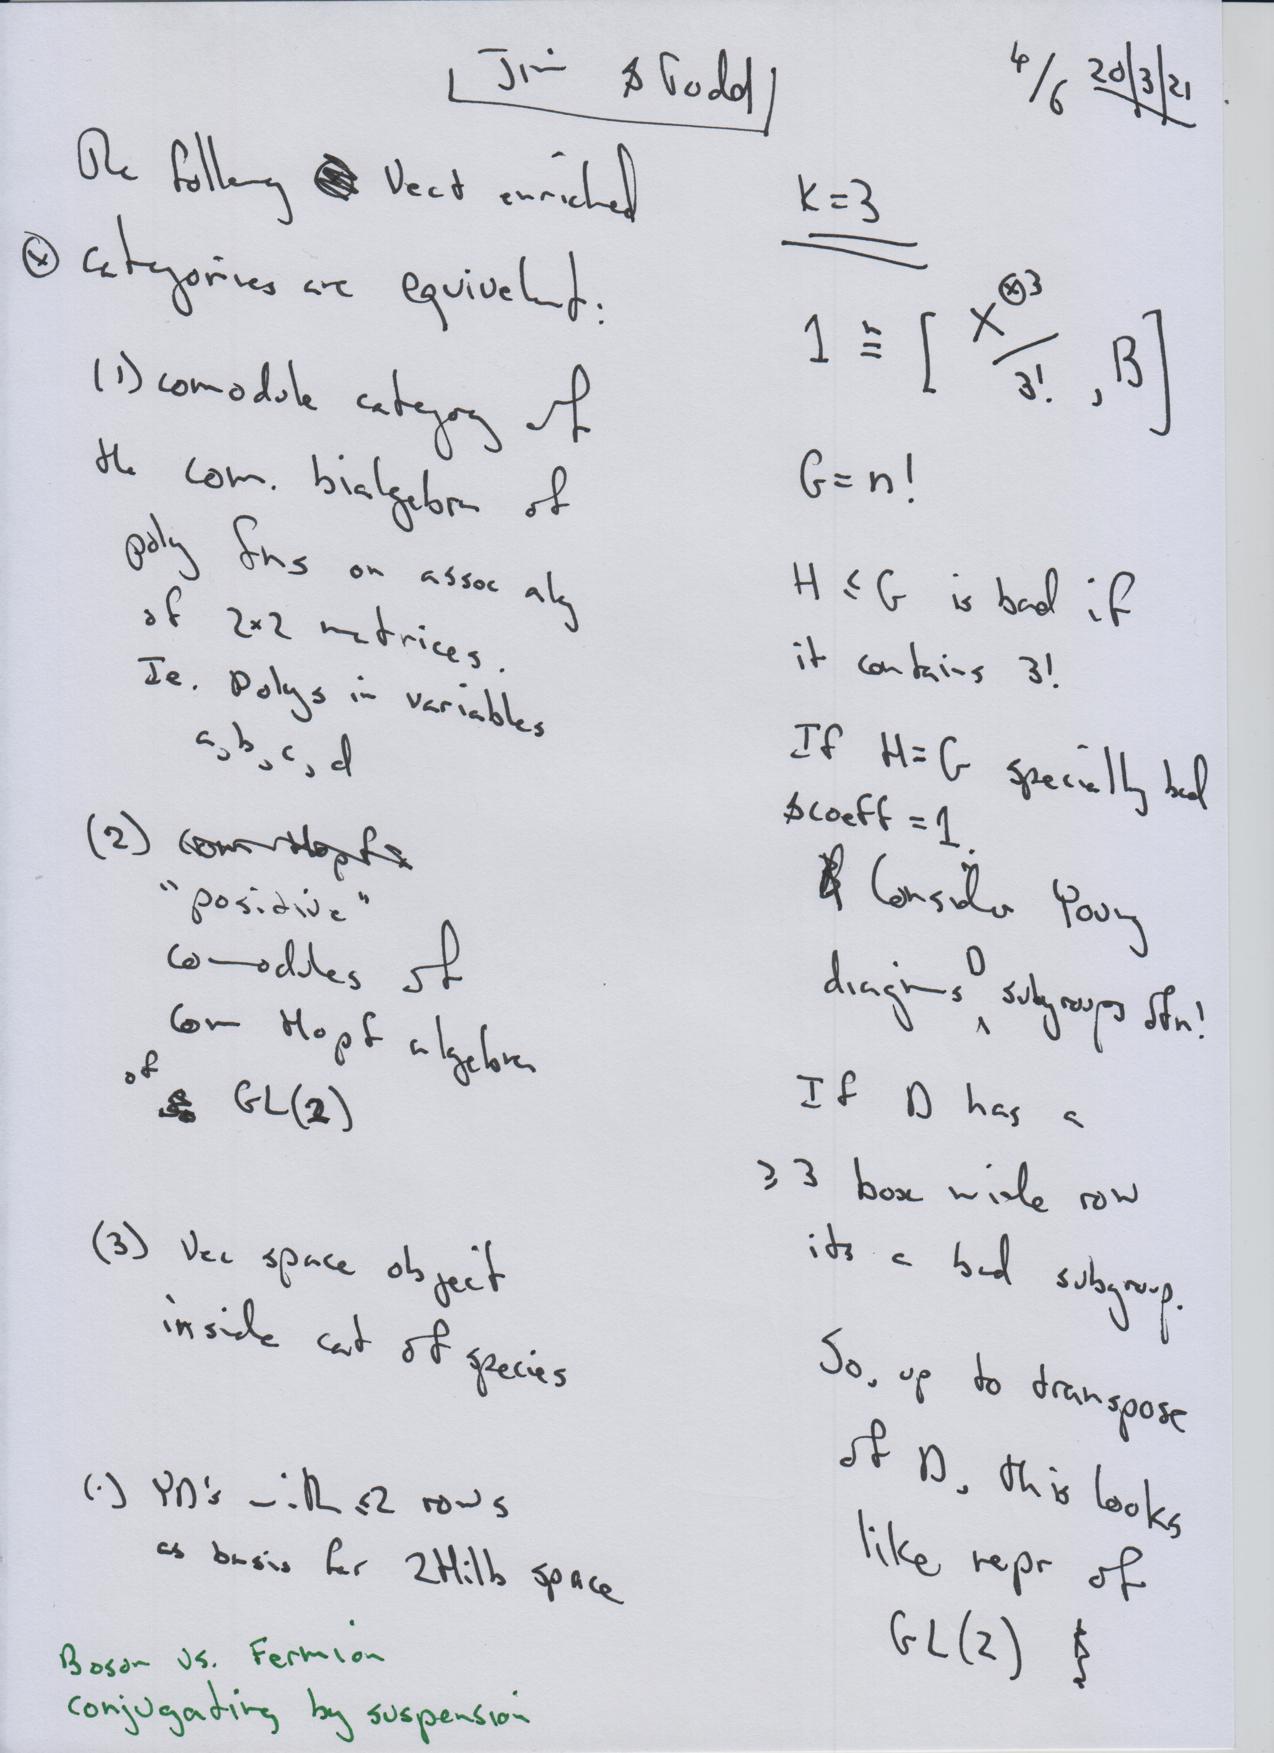 Jim & Todd
4/6 20/3/21
The following Vect enriched
⊗ categories are equivalent:
(1) comodule category of
the com. bialgebra of
poly fns on assoc alg
of 2×2 matrices.
Ie. Polys in variables
a, b, c, d
(2) com Hopf
"positive"
comodules of
com Hopf algebra
of GL(2)
(3) Vec space object
inside cat of species
(.) YD's with ≤2 rows
as basis for 2Hilb space
Boson vs. Fermion
conjugating by suspension
K=3
1 ≅ [ X^⊗3/3! , B]
G = n!
H ≤ G is bad if
it contains 3!
If H=G specially bad
& coeff = 1.
Consider Young
diagrams D subgroups of n!
If D has a
≥ 3 box wide row
its a bad subgroup.
So, up to transpose
of D, this looks
like repr of
GL(2)